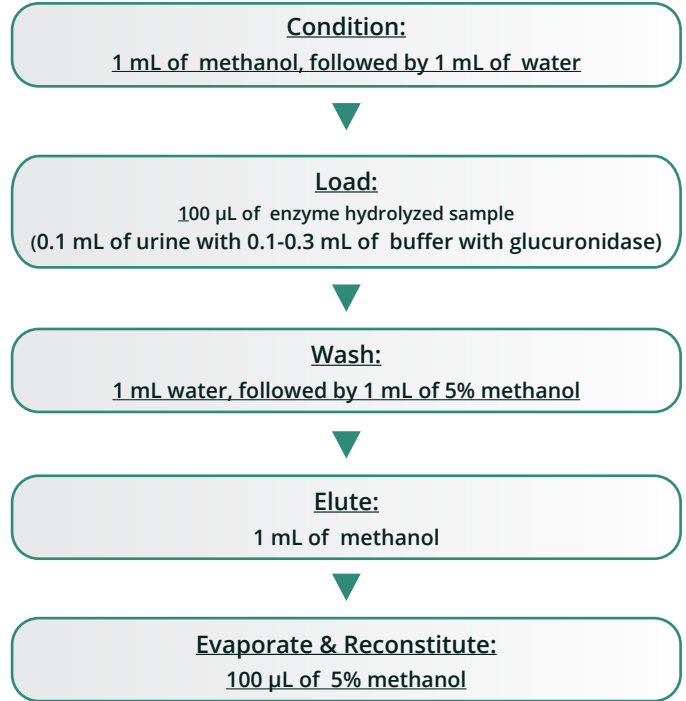 Condition:
1 mL of methanol, followed by 1 mL of water
Load:
100 µL of enzyme hydrolyzed sample
(0.1 mL of urine with 0.1-0.3 mL of buffer with glucuronidase)
Wash:
1 mL water, followed by 1 mL of 5% methanol
Elute:
1 mL of methanol
Evaporate & Reconstitute:
100 µL of 5% methanol